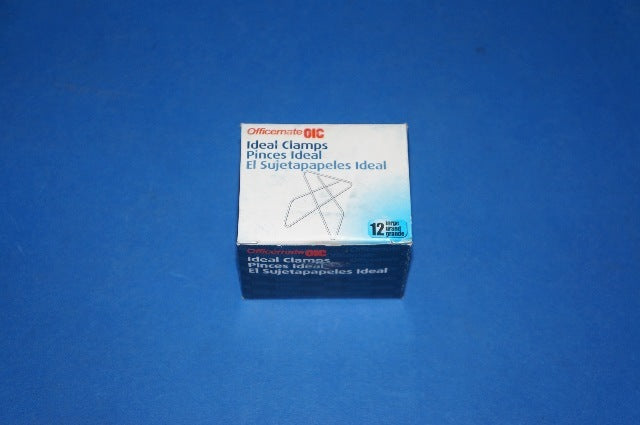 Officemate OIC
Ideal Clamps
Pinces Ideal
El Sujetapapeles Ideal
12 large
grand
grande
Officemate OIC
Ideal Clamps
Pinces Ideal
El Sujetapapeles Ideal